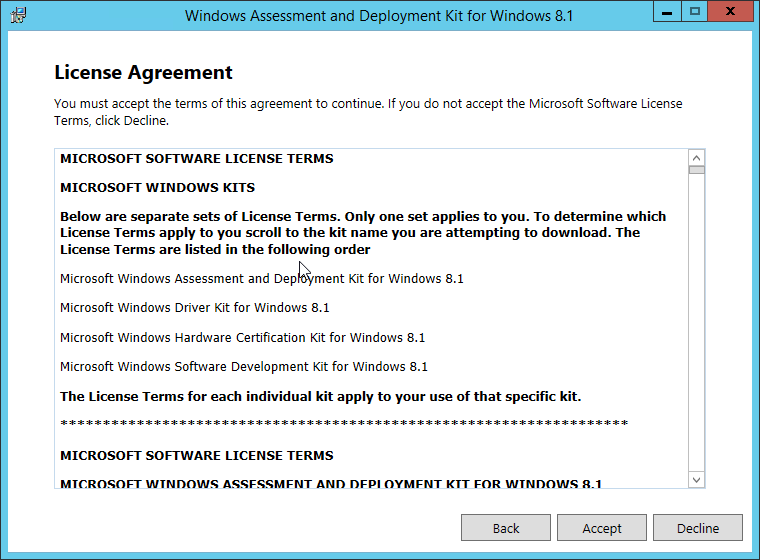 Windows Assessment and Deployment Kit for Windows 8.1
License Agreement
You must accept the terms of this agreement to continue. If you do not accept the Microsoft Software License
Terms, click Decline.
MICROSOFT SOFTWARE LICENSE TERMS
MICROSOFT WINDOWS KITS
Below are separate sets of License Terms. Only one set applies to you. To determine which
License Terms apply to you scroll to the kit name you are attempting to download. The
License Terms are listed in the following order
Microsoft Windows Assessment and Deployment Kit for Windows 8.1
Microsoft Windows Driver Kit for Windows 8.1
Microsoft Windows Hardware Certification Kit for Windows 8.1
Microsoft Windows Software Development Kit for Windows 8.1
The License Terms for each individual kit apply to your use of that specific kit.
*******************************************************************
MICROSOFT SOFTWARE LICENSE TERMS
MICROSOFT WINDOWS ASSESSMENT AND DEPLOYMENT KIT FOR WINDOWS 8.1
Back
Accept
Decline